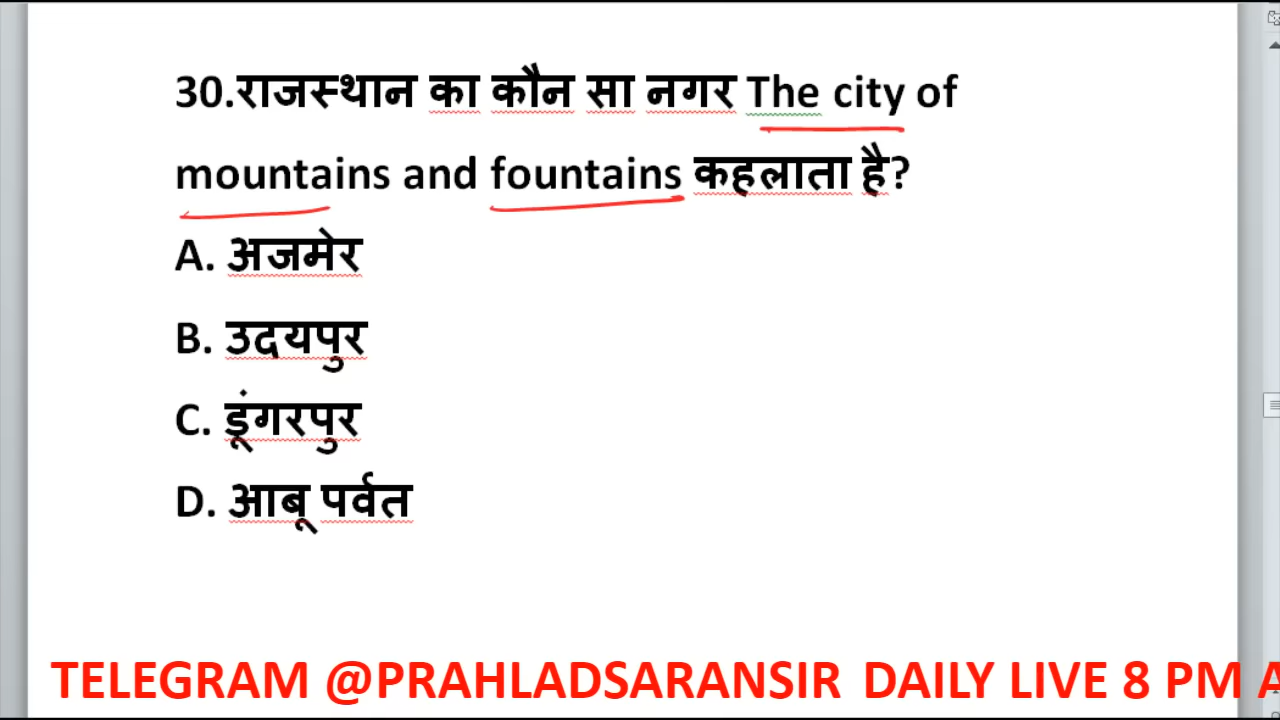 30.राजस्थान का कौन सा नगर The city of
mountains and fountains कहलाता है?
A. अजमेर
B. उदयपुर
C. डूंगरपुर
D. आबू पर्वत
TELEGRAM @PRAHLADSARANSIR DAILY LIVE 8 PM A